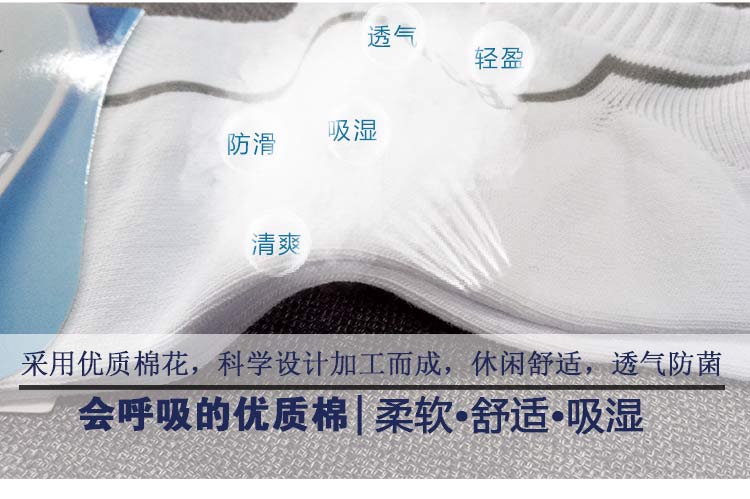 透气
轻盈
吸湿
防滑
清爽
采用优质棉花，科学设计加工而成，休闲舒适，透气防菌
会呼吸的优质棉|柔软•舒适•吸湿